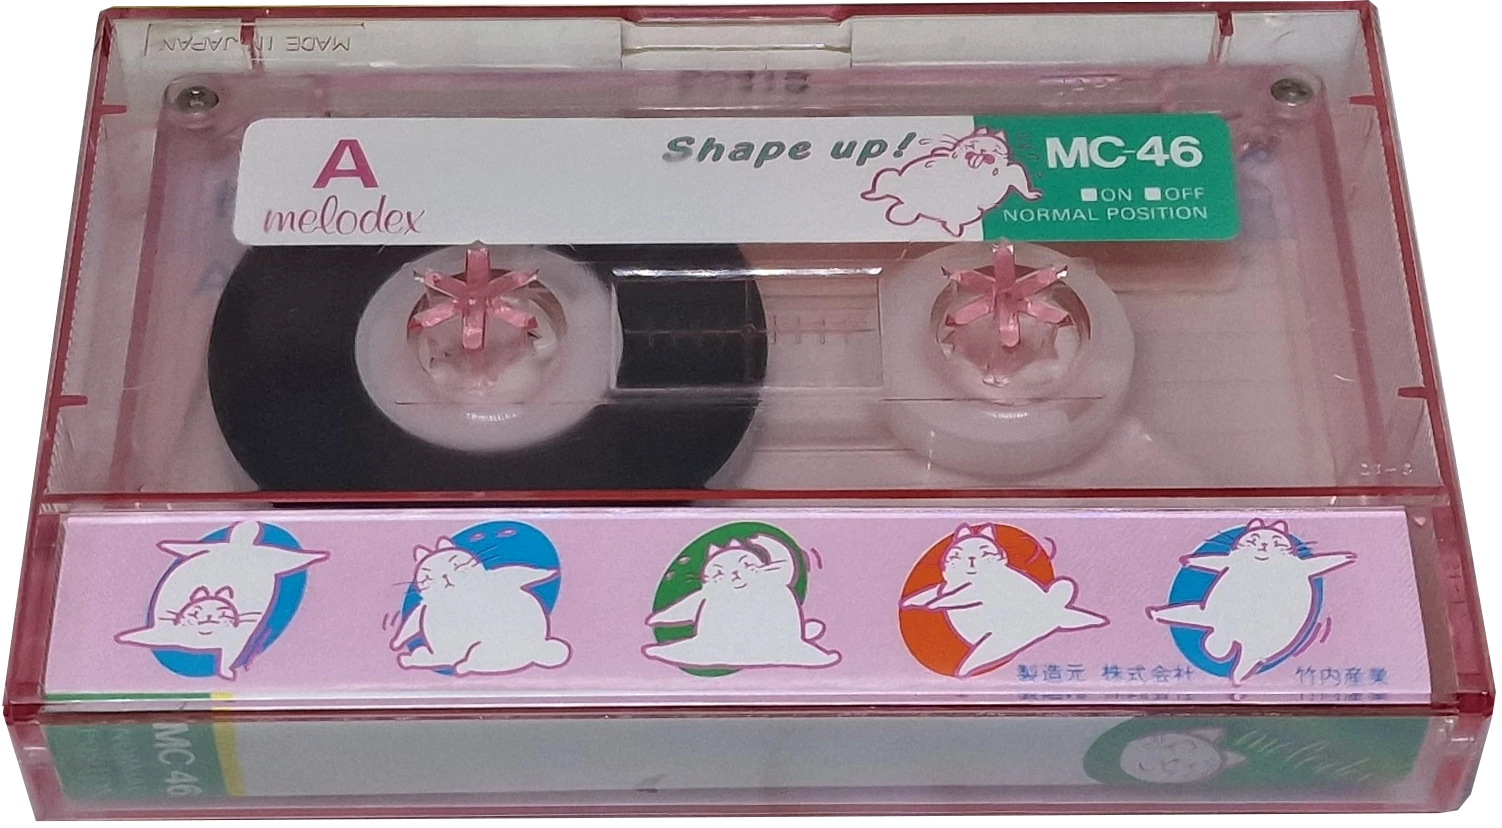 MADE IN JAPAN
A
Shape up!
MC-46
melodex
ON OFF
NORMAL POSITION
製造元 株式会社 竹内産業
MC 46
melodex